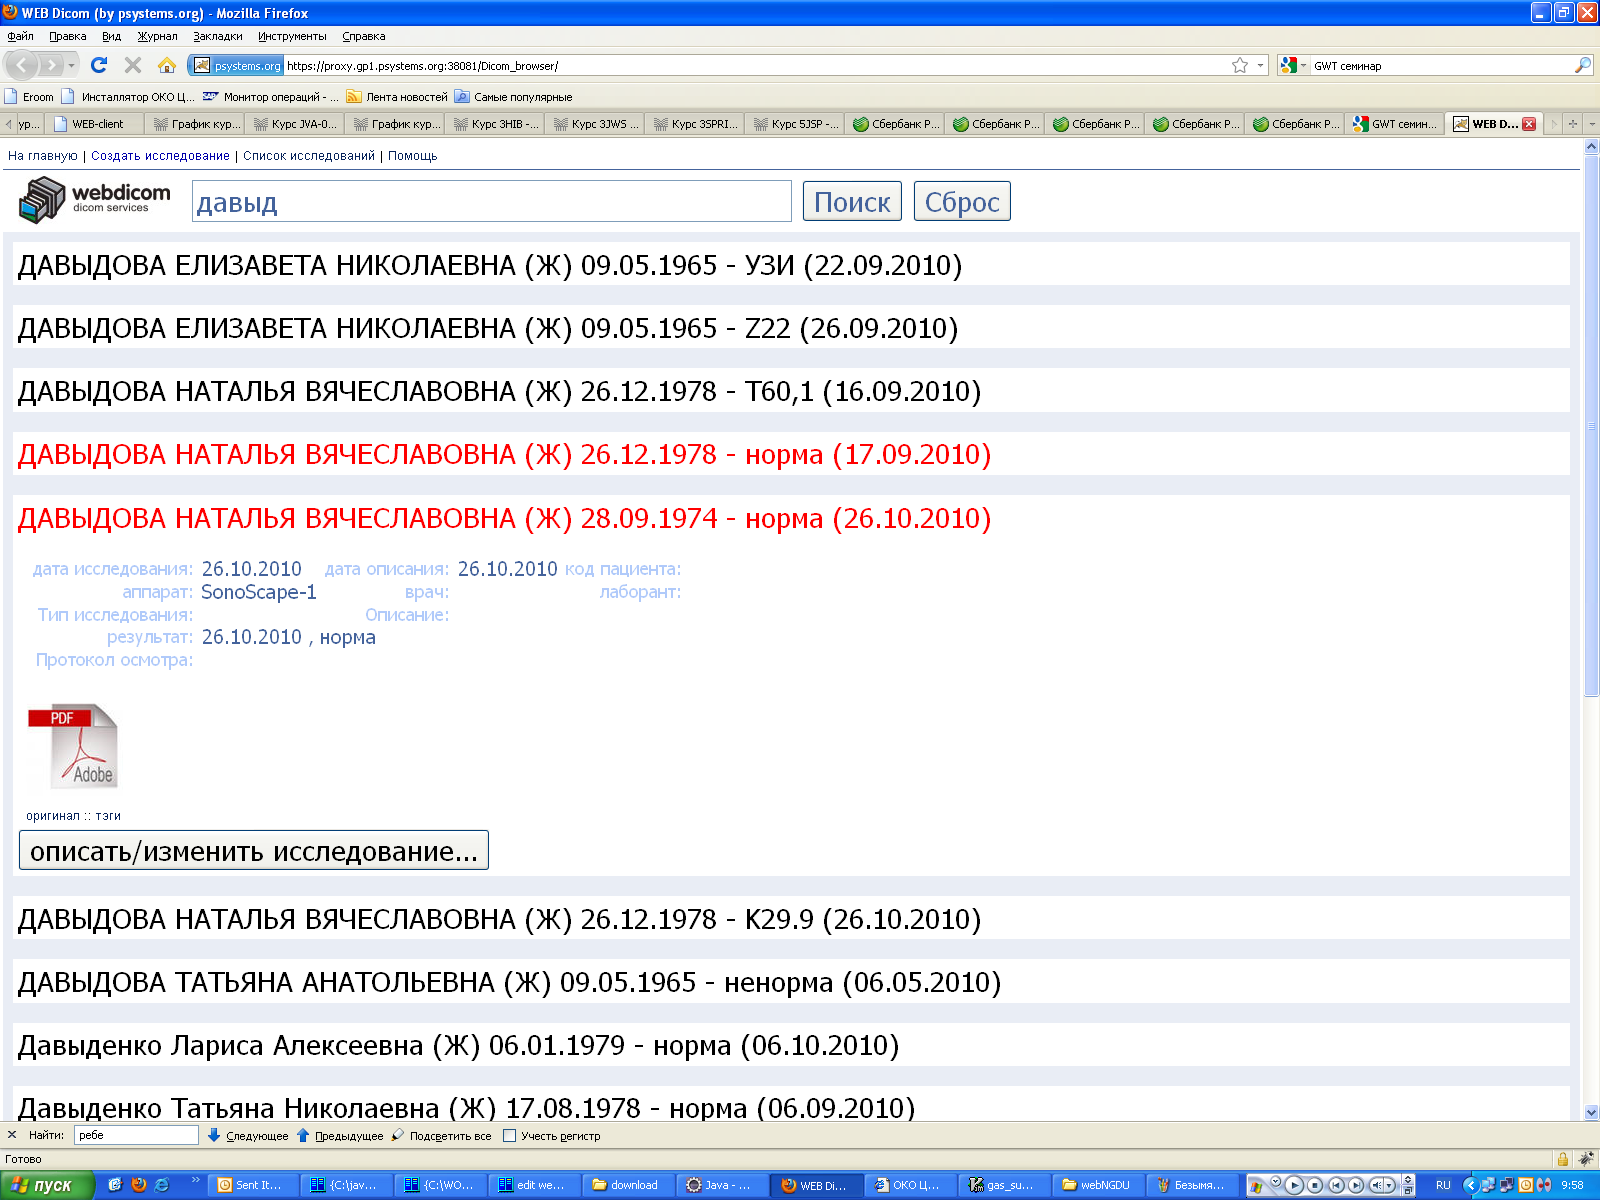 WEB Dicom (by psystems.org) - Mozilla Firefox
Файл Правка Вид Журнал Закладки Инструменты Справка
psystems.org https://proxy.gp1.psystems.org:38081/Dicom_browser/ GWT семинар
Eroom Инсталлятор ОКО Ц... Монитор операций - ... Лента новостей Самые популярные
ур... WEB-client График кур... Курс JVA-0... График кур... Курс 3HIB -... Курс 3JWS ... Курс 3SPRI... Курс 5JSP -... Сбербанк Р... Сбербанк Р... Сбербанк Р... Сбербанк Р... Сбербанк Р... GWT семин... WEB D...
На главную | Создать исследование | Список исследований | Помощь
webdicom
dicom services
давыд Поиск Сброс
ДАВЫДОВА ЕЛИЗАВЕТА НИКОЛАЕВНА (Ж) 09.05.1965 - УЗИ (22.09.2010)
ДАВЫДОВА ЕЛИЗАВЕТА НИКОЛАЕВНА (Ж) 09.05.1965 - Z22 (26.09.2010)
ДАВЫДОВА НАТАЛЬЯ ВЯЧЕСЛАВОВНА (Ж) 26.12.1978 - T60,1 (16.09.2010)
ДАВЫДОВА НАТАЛЬЯ ВЯЧЕСЛАВОВНА (Ж) 26.12.1978 - норма (17.09.2010)
ДАВЫДОВА НАТАЛЬЯ ВЯЧЕСЛАВОВНА (Ж) 28.09.1974 - норма (26.10.2010)
дата исследования: 26.10.2010 дата описания: 26.10.2010 код пациента:
аппарат: SonoScape-1 врач: лаборант:
Тип исследования: Описание:
результат: 26.10.2010 , норма
Протокол осмотра:
PDF
Adobe
оригинал :: тэги
описать/изменить исследование...
ДАВЫДОВА НАТАЛЬЯ ВЯЧЕСЛАВОВНА (Ж) 26.12.1978 - K29.9 (26.10.2010)
ДАВЫДОВА ТАТЬЯНА АНАТОЛЬЕВНА (Ж) 09.05.1965 - ненорма (06.05.2010)
Давыденко Лариса Алексеевна (Ж) 06.01.1979 - норма (06.10.2010)
Давыденко Татьяна Николаевна (Ж) 17.08.1978 - норма (06.09.2010)
Найти: ребе Следующее Предыдущее Подсветить все Учесть регистр
Готово
пуск Sent It... {C:\jav... {C:\WO... edit we... download Java - ... WEB Di... ОКО Ц... gas_su... webNGDU Безымя... RU 9:58